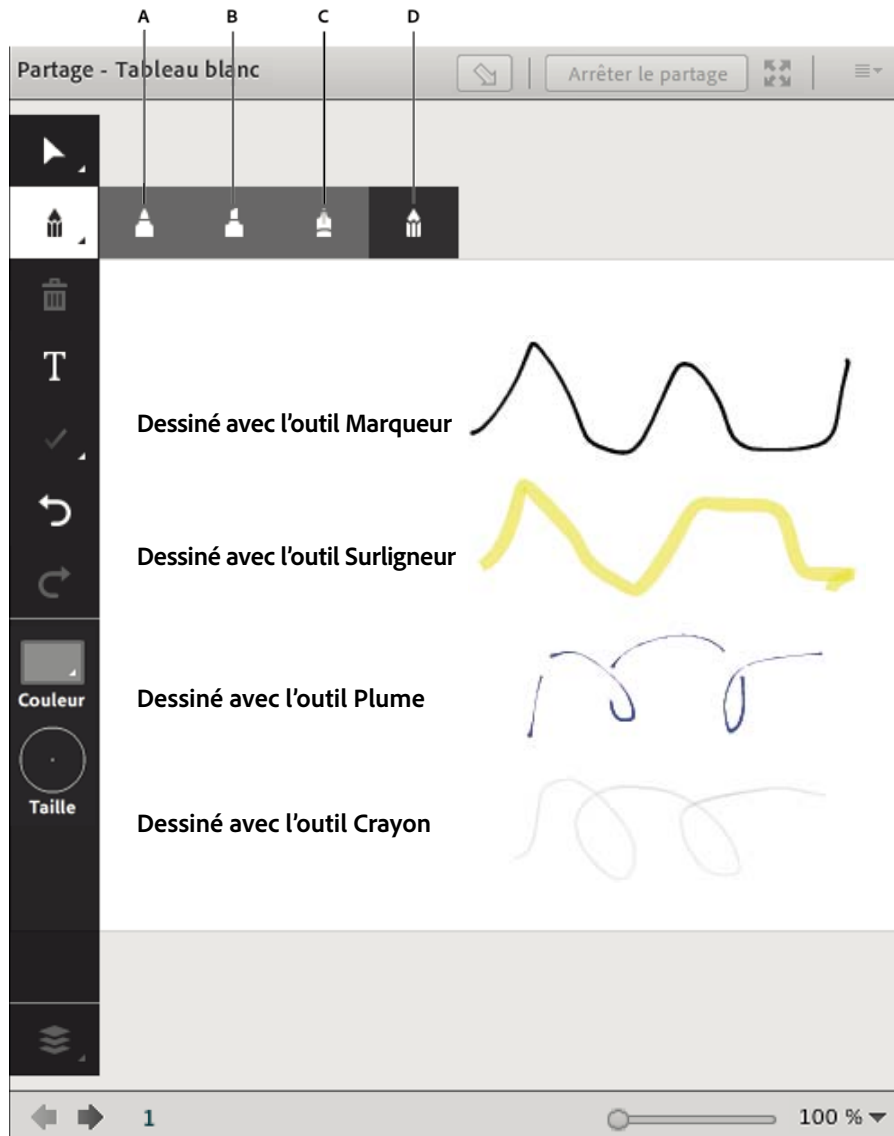 A B C D
Partage - Tableau blanc Arrêter le partage
T
Dessiné avec l'outil Marqueur
Dessiné avec l'outil Surligneur
Dessiné avec l'outil Plume
Couleur
Taille
Dessiné avec l'outil Crayon
1 100 %